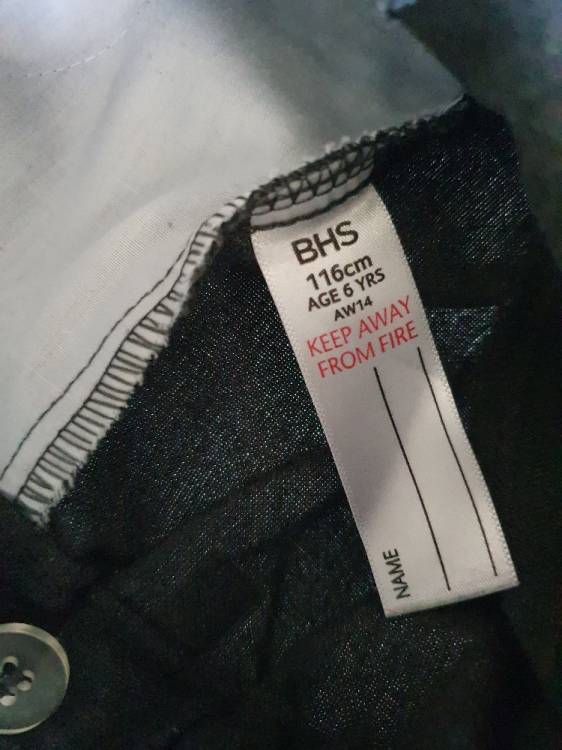 BHS
116cm
AGE 6 YRS
AW14
KEEP AWAY
FROM FIRE
NAME